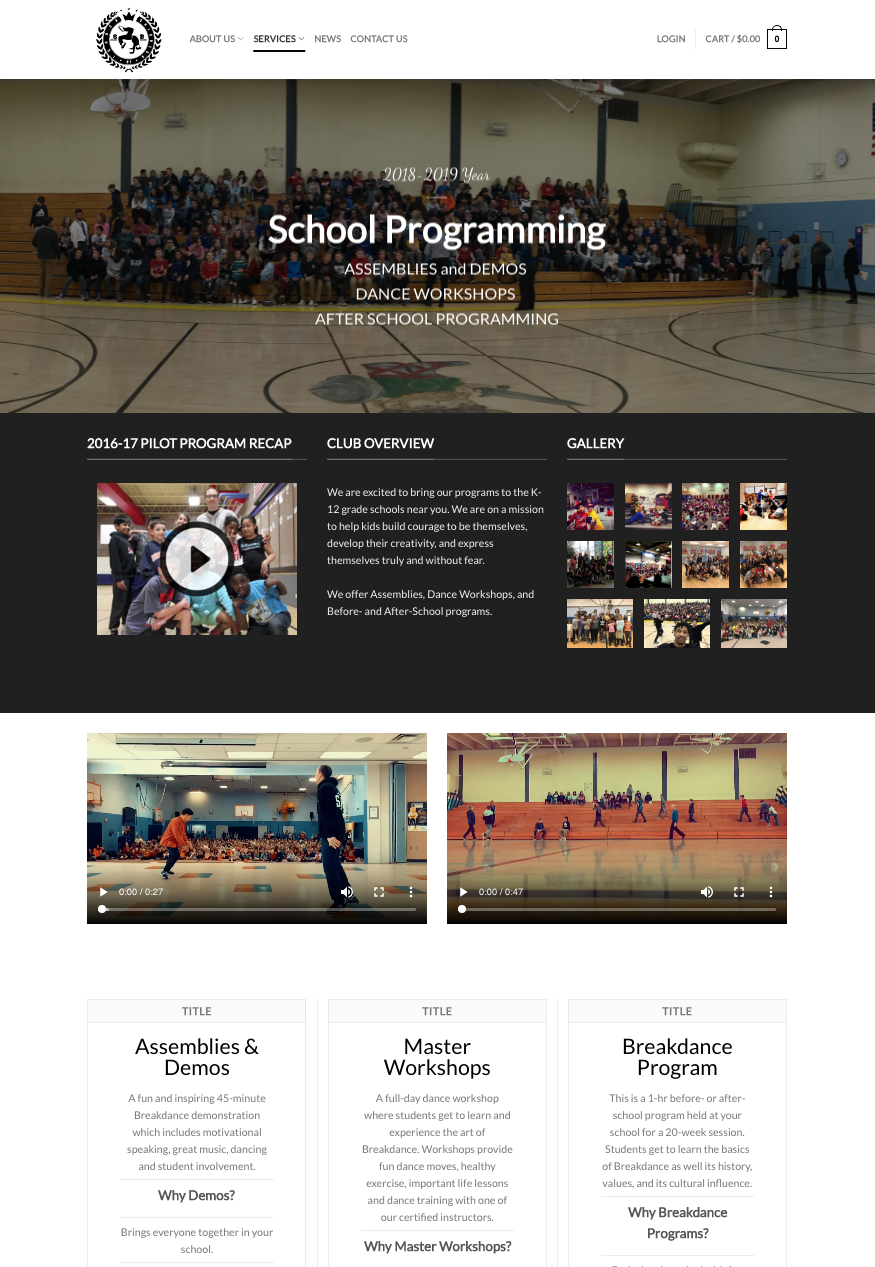 ABOUT US
SERVICES
NEWS
CONTACT US
LOGIN
CART / $0.00
0
2018-2019 Year
School Programming
ASSEMBLIES and DEMOS
DANCE WORKSHOPS
AFTER SCHOOL PROGRAMMING
2016-17 PILOT PROGRAM RECAP
CLUB OVERVIEW
We are excited to bring our programs to the K-
12 grade schools near you. We are on a mission
to help kids build courage to be themselves,
develop their creativity, and express
themselves truly and without fear.
We offer Assemblies, Dance Workshops, and
Before- and After-School programs.
GALLERY
0:00 / 0:27
0:00 / 0:47
TITLE
Assemblies &
Demos
A fun and inspiring 45-minute
Breakdance demonstration
which includes motivational
speaking, great music, dancing
and student involvement.
Why Demos?
Brings everyone together in your
school.
TITLE
Master
Workshops
A full-day dance workshop
where students get to learn and
experience the art of
Breakdance. Workshops provide
fun dance moves, healthy
exercise, important life lessons
and dance training with one of
our certified instructors.
Why Master Workshops?
TITLE
Breakdance
Program
This is a 1-hr before- or after-
school program held at your
school for a 20-week session.
Students get to learn the basics
of Breakdance as well its history,
values, and its cultural influence.
Why Breakdance
Programs?